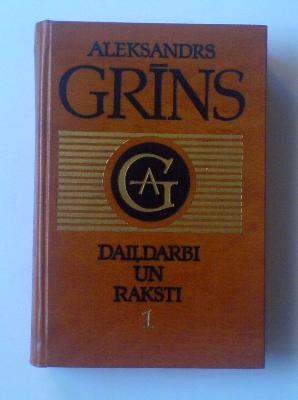 ALEKSANDRS
GRĪNS
GA
DAIĻDARBI
UN
RAKSTI
1